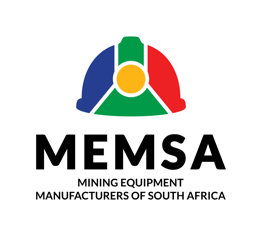 MEMSA
MINING EQUIPMENT
MANUFACTURERS OF SOUTH AFRICA